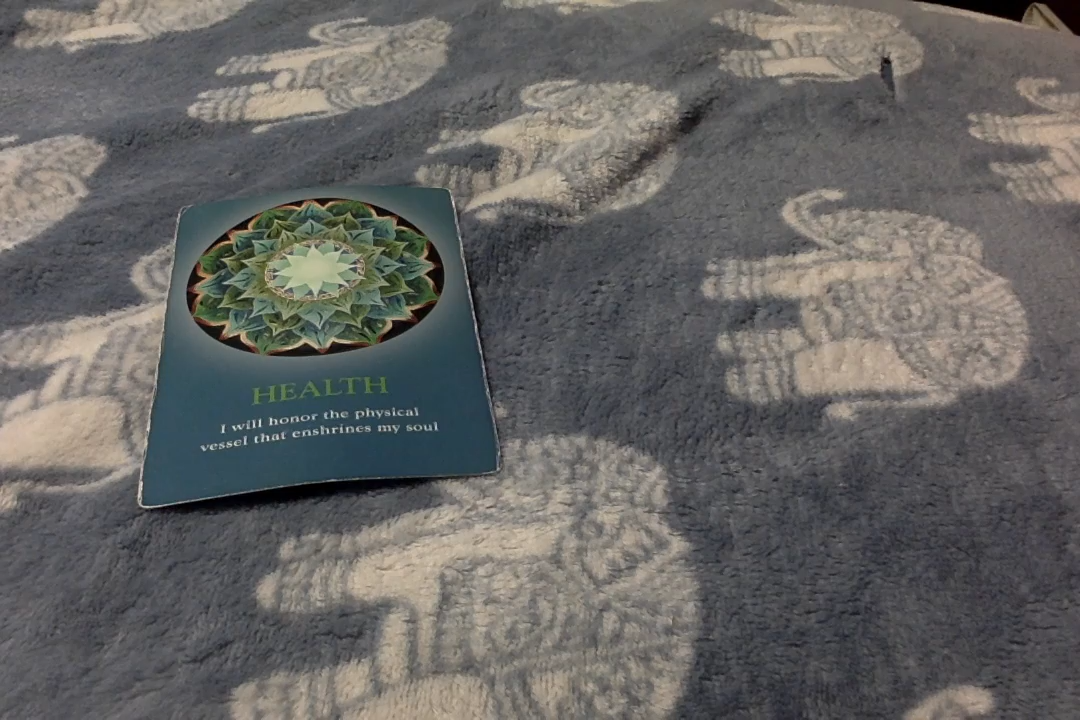 HEALTH
I will honor the physical
vessel that enshrines my soul